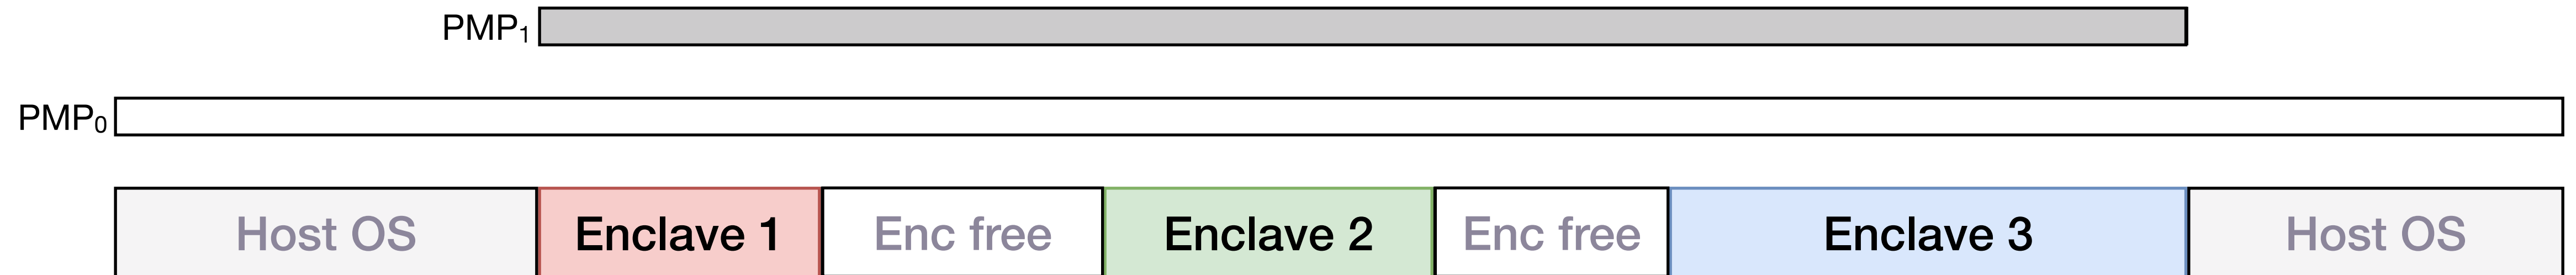 PMP₁
PMP₀
Host OS Enclave 1 Enc free Enclave 2 Enc free Enclave 3 Host OS